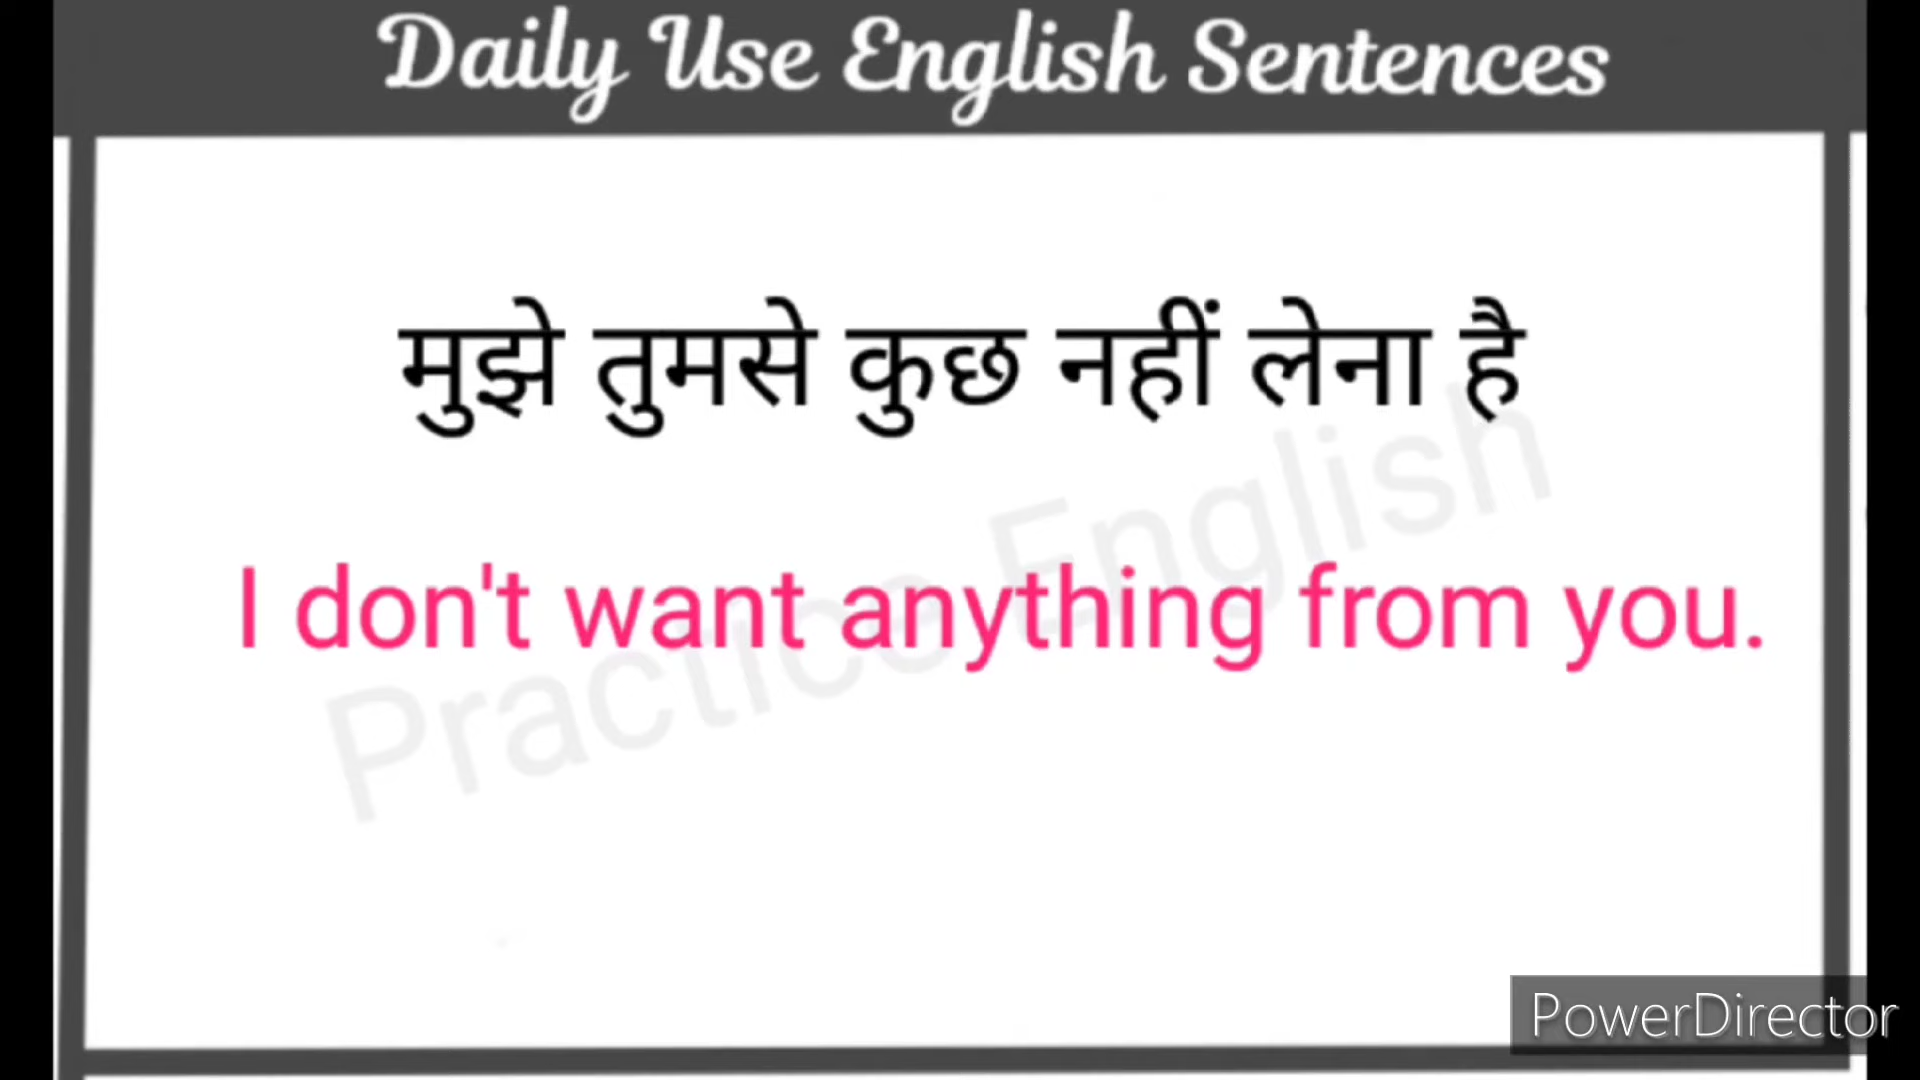 Daily Use English Sentences
मुझे तुमसे कुछ नहीं लेना है
I don't want anything from you.
Practice English
PowerDirector